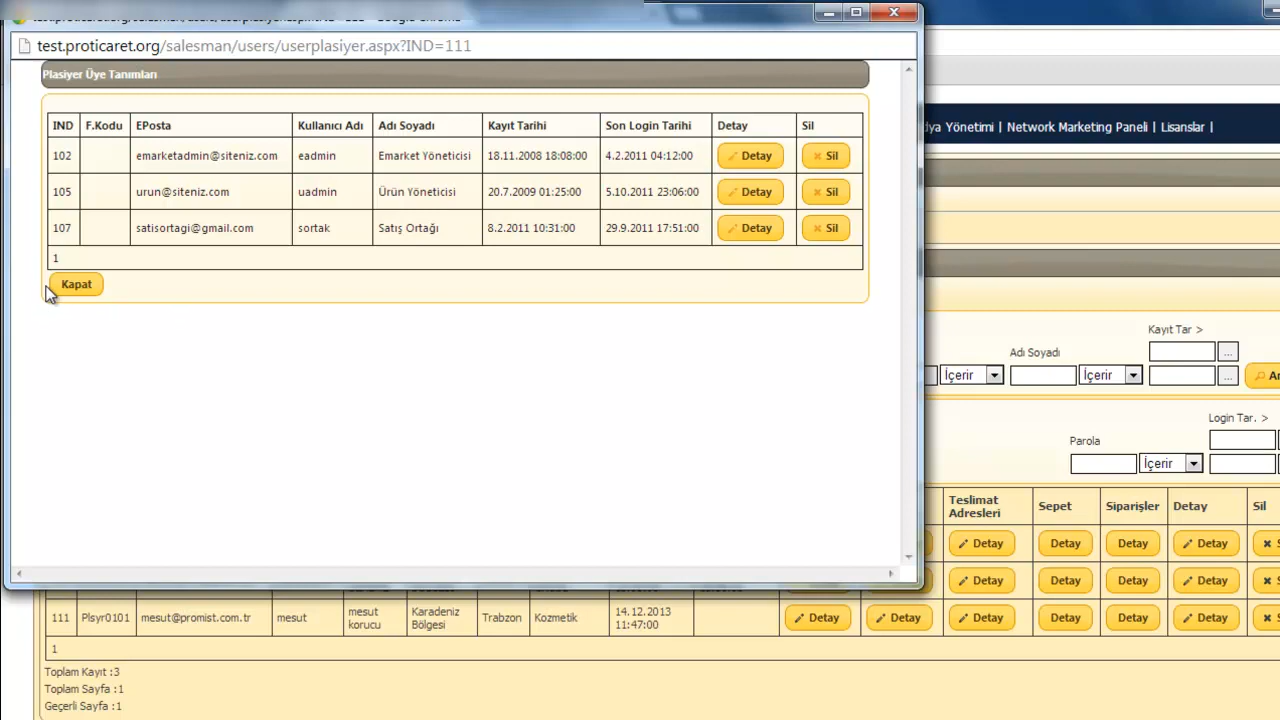 test.proticaret.org/salesman/users/userplasiyer.aspx?IND=111
Plasiyer Üye Tanımları
IND F.Kodu EPosta Kullanıcı Adı Adı Soyadı Kayıt Tarihi Son Login Tarihi Detay Sil
102 emarketadmin@siteniz.com eadmin Emarket Yöneticisi 18.11.2008 18:08:00 4.2.2011 04:12:00 Detay Sil
105 urun@siteniz.com uadmin Ürün Yöneticisi 20.7.2009 01:25:00 5.10.2011 23:06:00 Detay Sil
107 satisortagi@gmail.com sortak Satış Ortağı 8.2.2011 10:31:00 29.9.2011 17:51:00 Detay Sil
1
Kapat
Yönetimi | Network Marketing Paneli | Lisanslar |
Kayıt Tar >
...
Adı Soyadı
İçerir İçerir ...
Login Tar. >
Parola
İçerir
Teslimat
Adresleri
Sepet Siparişler Detay Sil
Detay Detay Detay Detay
Detay Detay Detay Detay
111 Plsyr0101 mesut@promist.com.tr mesut
mesut
korucu
Karadeniz
Bölgesi
Trabzon Kozmetik
14.12.2013
11:47:00
Detay Detay Detay Detay Detay Detay
1
Toplam Kayıt :3
Toplam Sayfa :1
Geçerli Sayfa :1